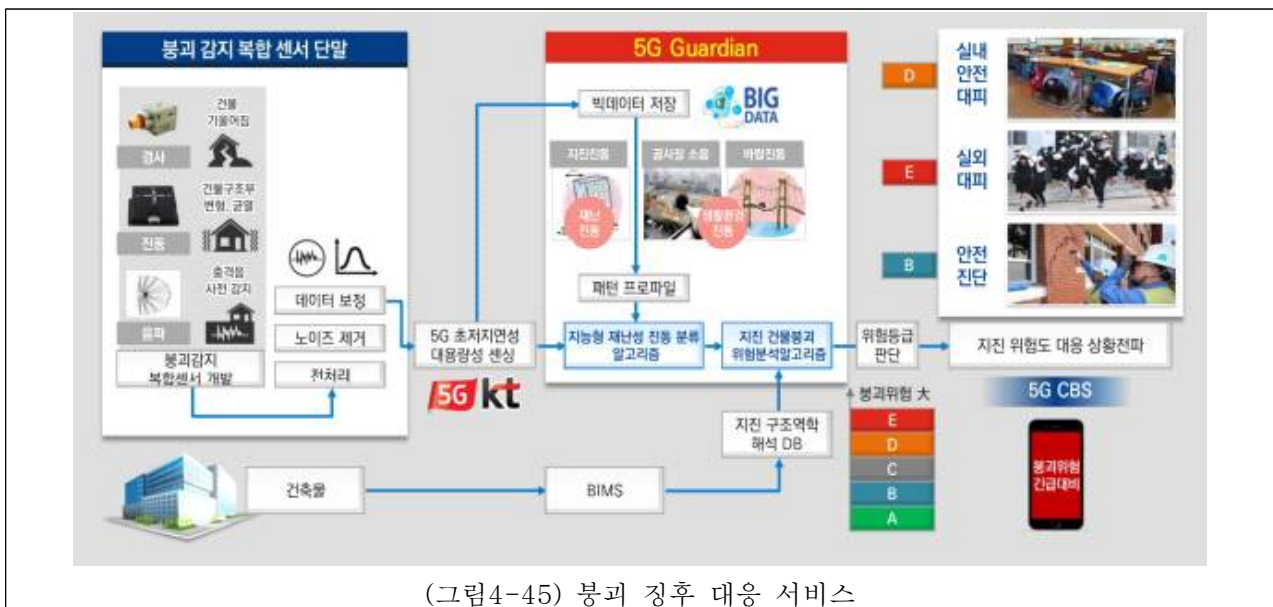 붕괴 감지 복합 센서 단말
건물
기울어짐
경사
건물구조부
변형, 균열
진동
충격음
사전 감지
음파
붕괴감지
복합센서 개발
데이터 보정
노이즈 제거
전처리
5G 초저지연성
대용량성 센싱
5G kt
5G Guardian
빅데이터 저장
BIG
DATA
지진진동
공사장 소음
바람진동
재난
진동
생활환경
진동
패턴 프로파일
지능형 재난성 진동 분류
알고리즘
지진 건물붕괴
위험분석알고리즘
위험등급
판단
지진 위험도 대응 상황전파
D
실내
안전
대피
E
실외
대피
B
안전
진단
건축물
BIMS
지진 구조역학
해석 DB
붕괴위험 大
E
D
C
B
A
5G CBS
붕괴위험
긴급대비
(그림4-45) 붕괴 징후 대응 서비스